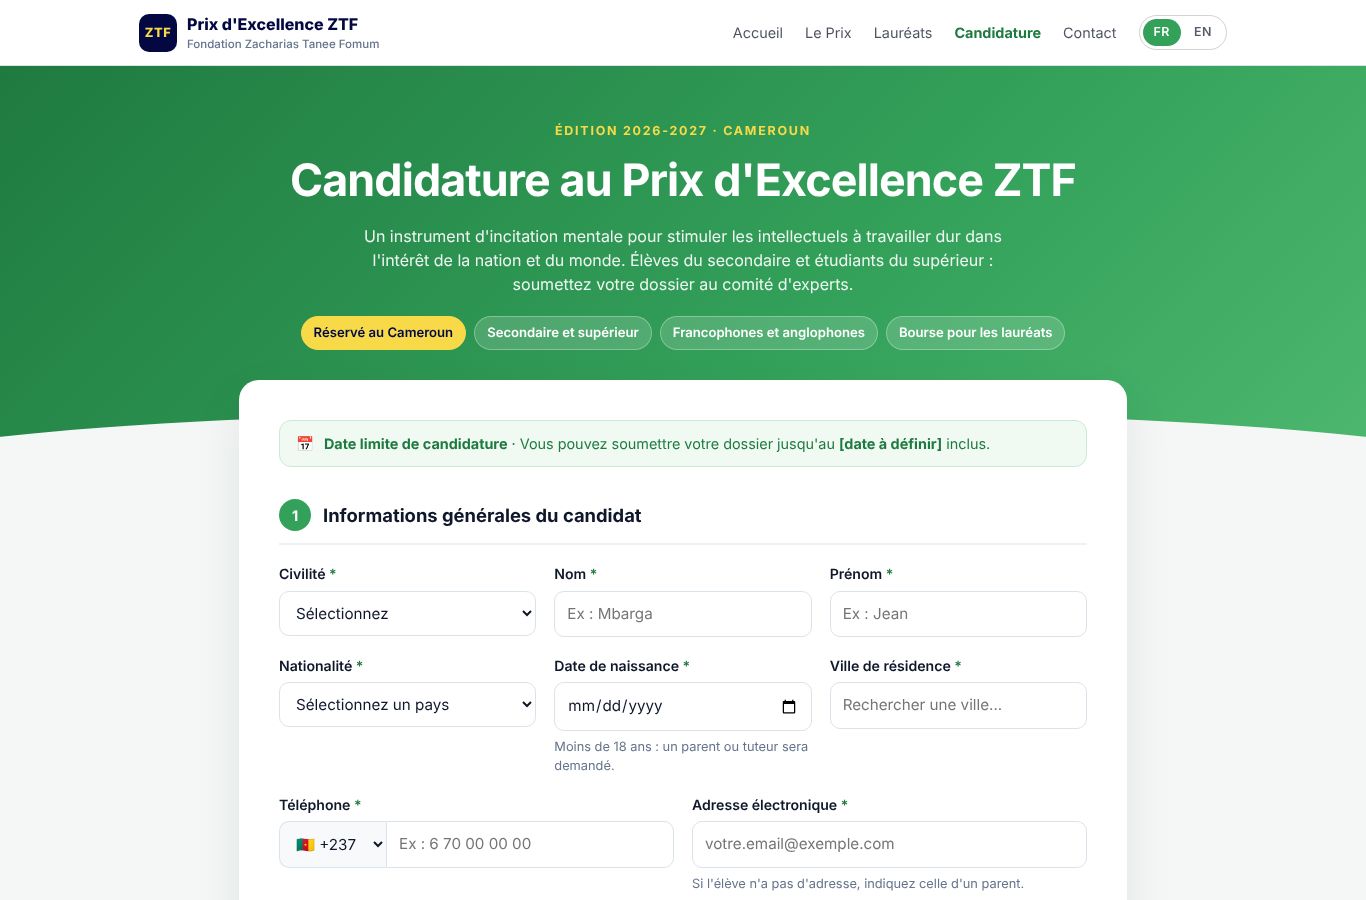 ZTF
Prix d'Excellence ZTF
Fondation Zacharias Tanee Fomum
Accueil Le Prix Lauréats Candidature Contact FR EN
ÉDITION 2026-2027 · CAMEROUN
Candidature au Prix d'Excellence ZTF
Un instrument d'incitation mentale pour stimuler les intellectuels à travailler dur dans
l'intérêt de la nation et du monde. Élèves du secondaire et étudiants du supérieur :
soumettez votre dossier au comité d'experts.
Réservé au Cameroun Secondaire et supérieur Francophones et anglophones Bourse pour les lauréats
Date limite de candidature · Vous pouvez soumettre votre dossier jusqu'au [date à définir] inclus.
1 Informations générales du candidat
Civilité * Nom * Prénom *
Sélectionnez Ex : Mbarga Ex : Jean
Nationalité * Date de naissance * Ville de résidence *
Sélectionnez un pays mm/dd/yyyy Rechercher une ville...
Moins de 18 ans : un parent ou tuteur sera
demandé.
Téléphone * Adresse électronique *
+237 Ex : 6 70 00 00 00 votre.email@exemple.com
Si l'élève n'a pas d'adresse, indiquez celle d'un parent.